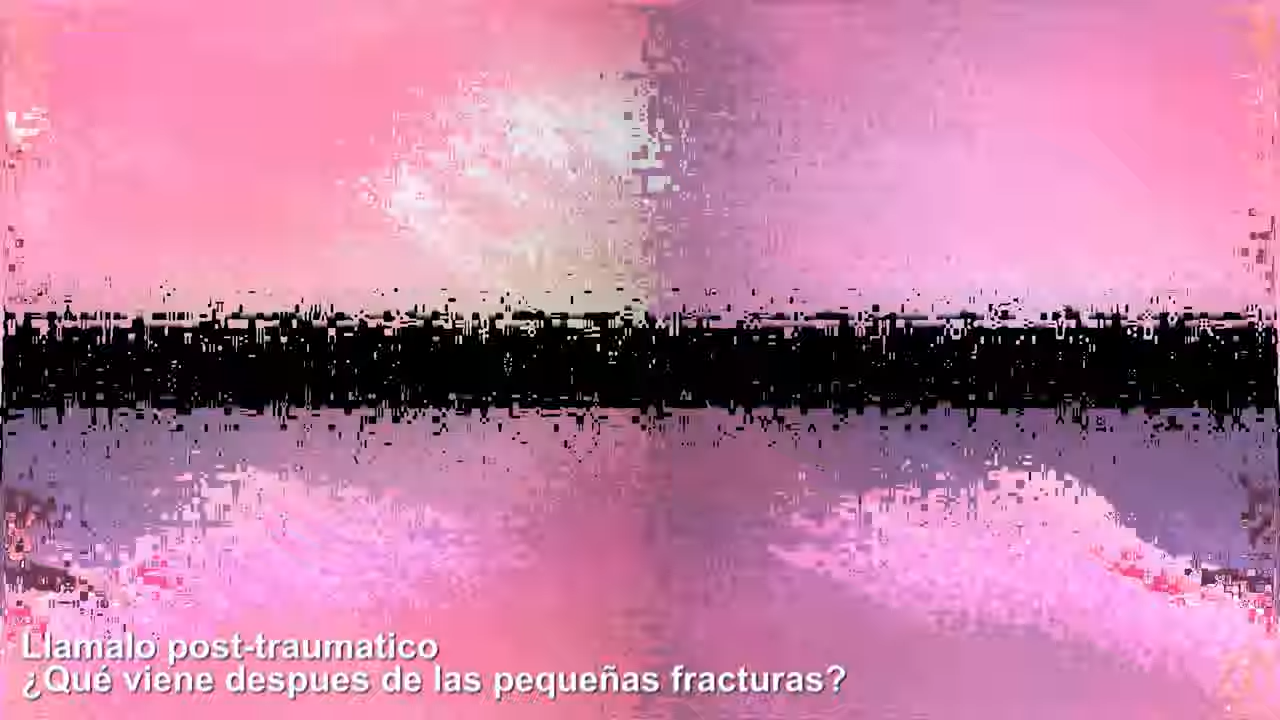 Llamalo post-traumatico
¿Qué viene despues de las pequeñas fracturas?